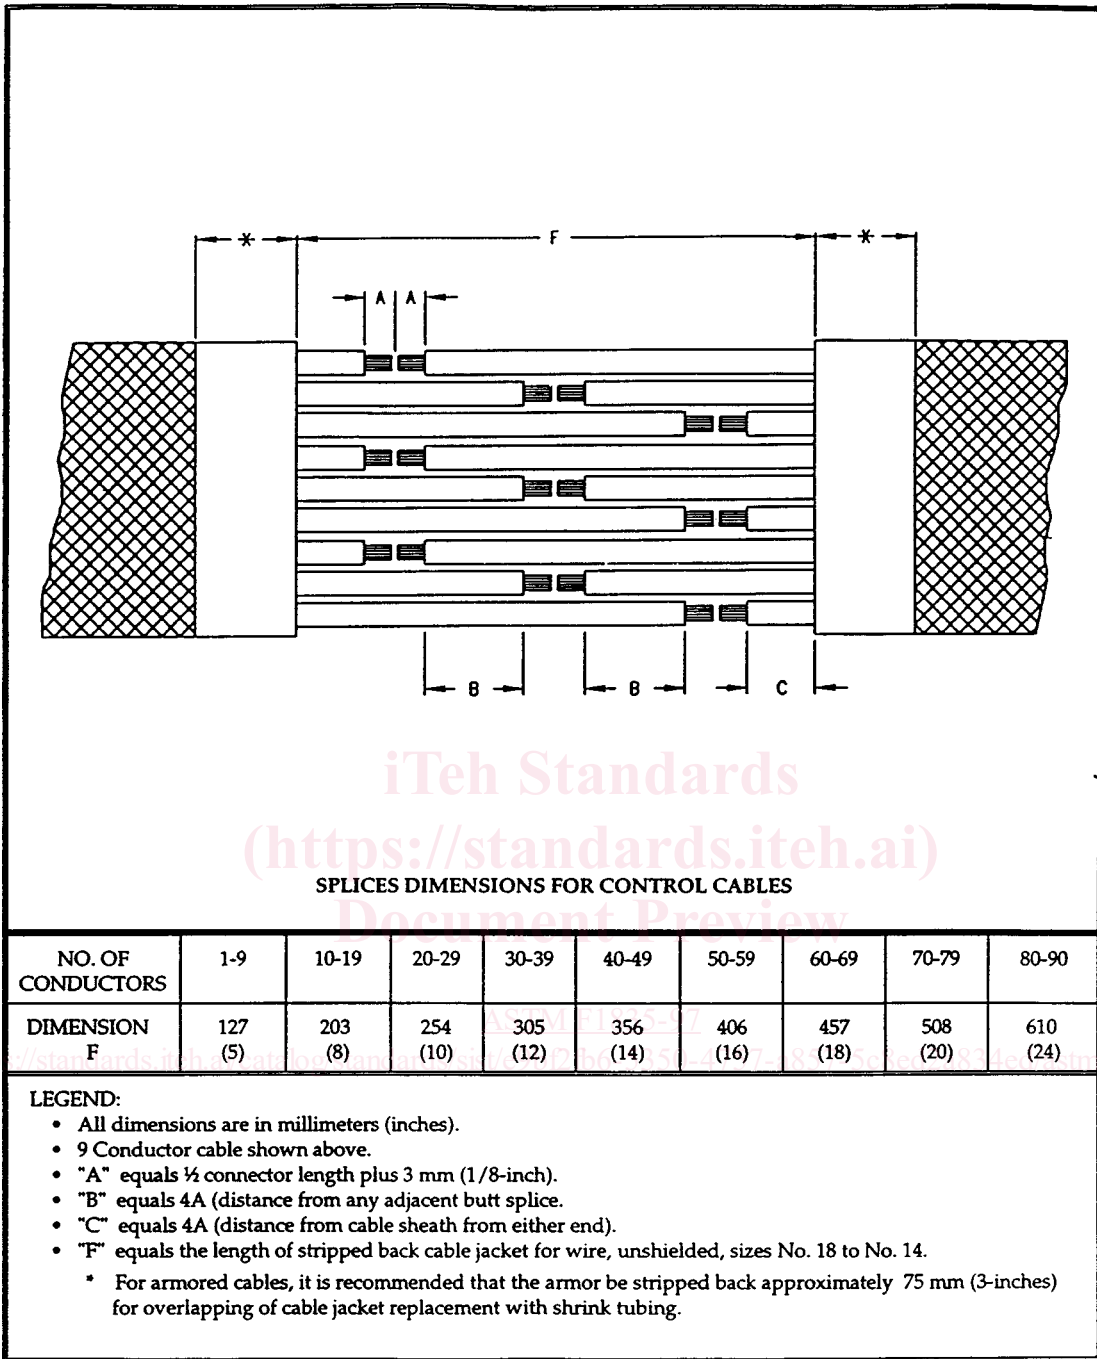 * F *
A A
B B C
iTeh Standards
(https://standards.iteh.ai)
SPLICES DIMENSIONS FOR CONTROL CABLES
Document Preview
NO. OF CONDUCTORS 1-9 10-19 20-29 30-39 40-49 50-59 60-69 70-79 80-90
DIMENSION F 127 (5) 203 (8) 254 (10) 305 (12) 356 (14) 406 (16) 457 (18) 508 (20) 610 (24)
ASTM F1835-97
LEGEND:
• All dimensions are in millimeters (inches).
• 9 Conductor cable shown above.
• "A" equals ½ connector length plus 3 mm (1/8-inch).
• "B" equals 4A (distance from any adjacent butt splice.
• "C" equals 4A (distance from cable sheath from either end).
• "F" equals the length of stripped back cable jacket for wire, unshielded, sizes No. 18 to No. 14.
* For armored cables, it is recommended that the armor be stripped back approximately 75 mm (3-inches)
for overlapping of cable jacket replacement with shrink tubing.